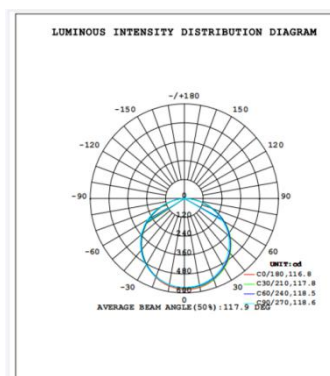 LUMINOUS INTENSITY DISTRIBUTION DIAGRAM
-/+180
-150 150
-120 120
-90 0 90
120
240
-60 360 60
480
UNIT:cd
C0/180,116.8
-30 600 30 C30/210,117.8
0 C60/240,118.5
C90/270,118.6
AVERAGE BEAM ANGLE(50%):117.9 DEG